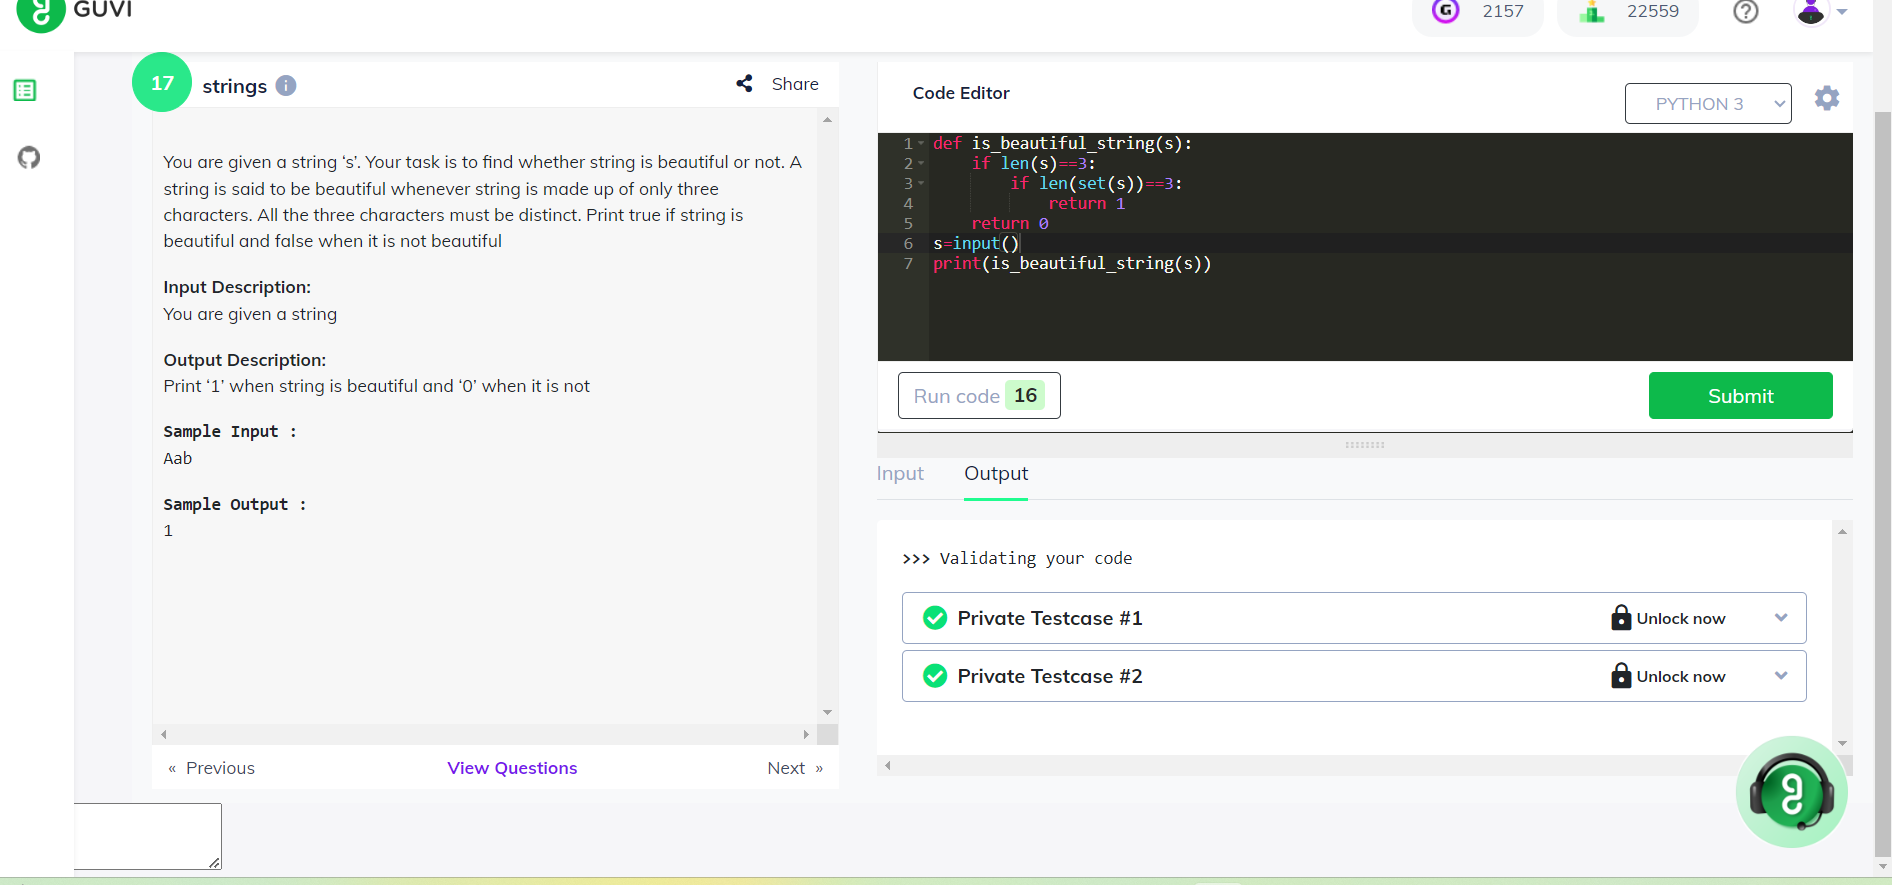 GUVI
2157
22559
17
strings
Share
You are given a string ‘s’. Your task is to find whether string is beautiful or not. A
string is said to be beautiful whenever string is made up of only three
characters. All the three characters must be distinct. Print true if string is
beautiful and false when it is not beautiful
Input Description:
You are given a string
Output Description:
Print ‘1’ when string is beautiful and ‘0’ when it is not
Sample Input :
Aab
Sample Output :
1
« Previous
View Questions
Next »
Code Editor
PYTHON 3
1 def is_beautiful_string(s):
2     if len(s)==3:
3         if len(set(s))==3:
4             return 1
5     return 0
6 s=input()
7 print(is_beautiful_string(s))
Run code 16
Submit
Input
Output
>>> Validating your code
Private Testcase #1
Unlock now
Private Testcase #2
Unlock now